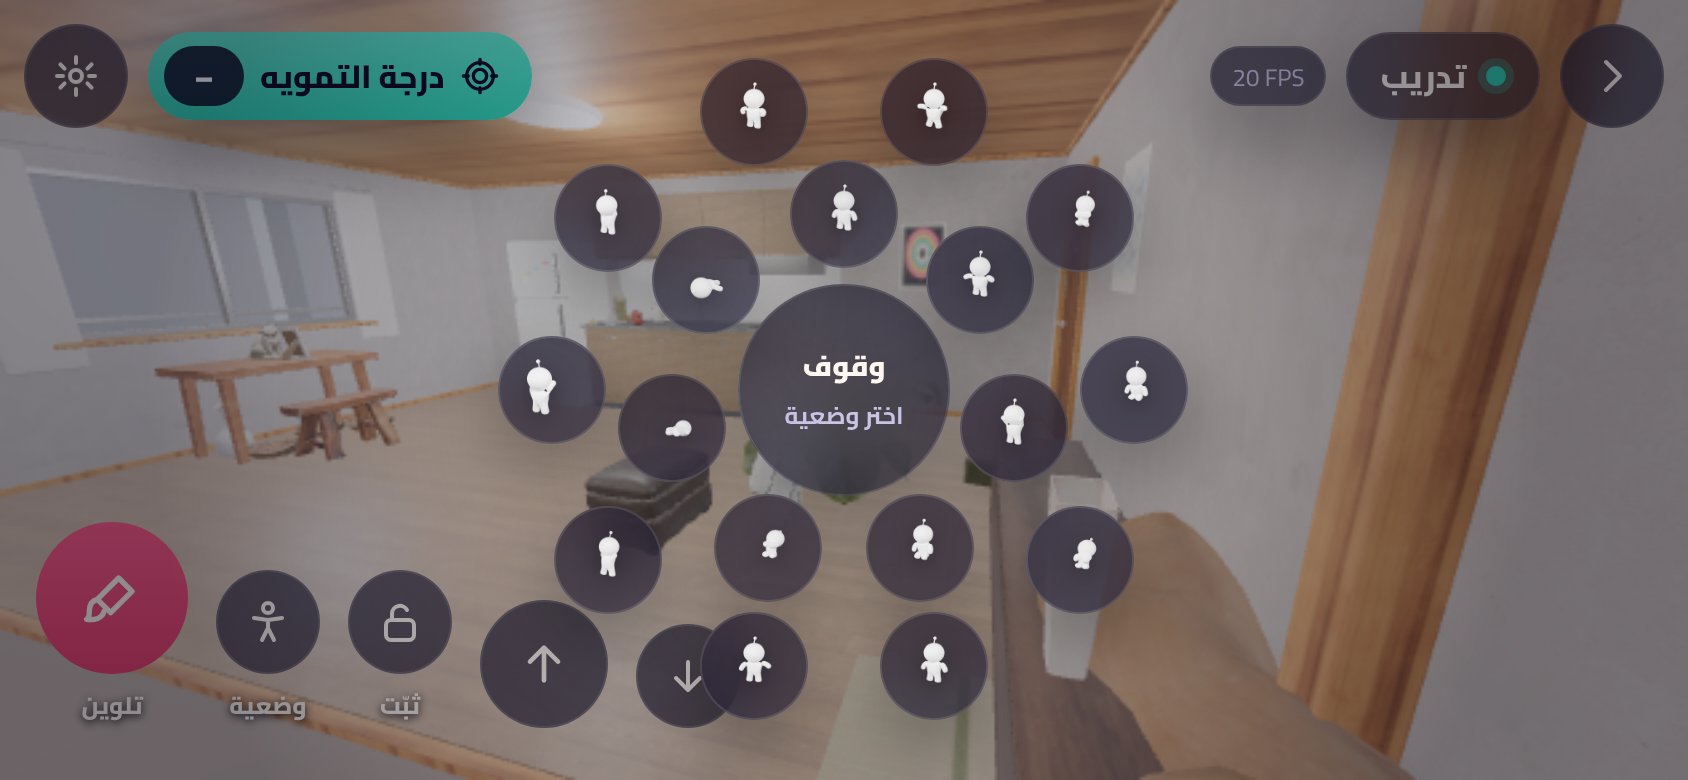 درجة التمويه –
تدريب
20 FPS
وقوف
اختر وضعية
تلوين
وضعية
ثبّت